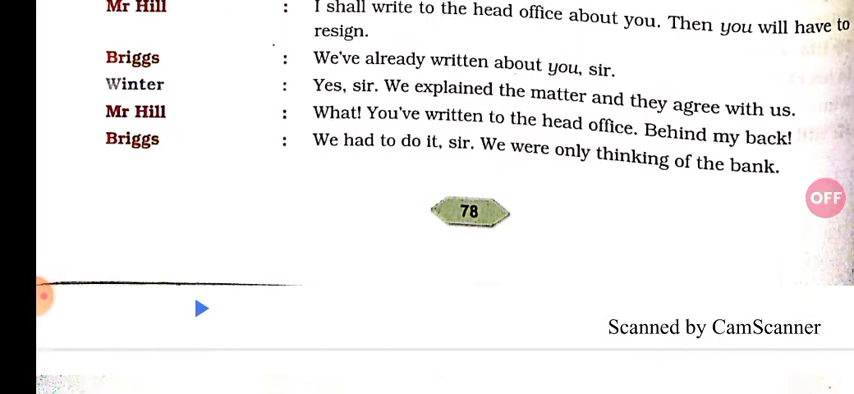 Mr Hill : I shall write to the head office about you. Then you will have to
resign.
Briggs : We've already written about you, sir.
Winter : Yes, sir. We explained the matter and they agree with us.
Mr Hill : What! You've written to the head office. Behind my back!
Briggs : We had to do it, sir. We were only thinking of the bank.
OFF
78
Scanned by CamScanner